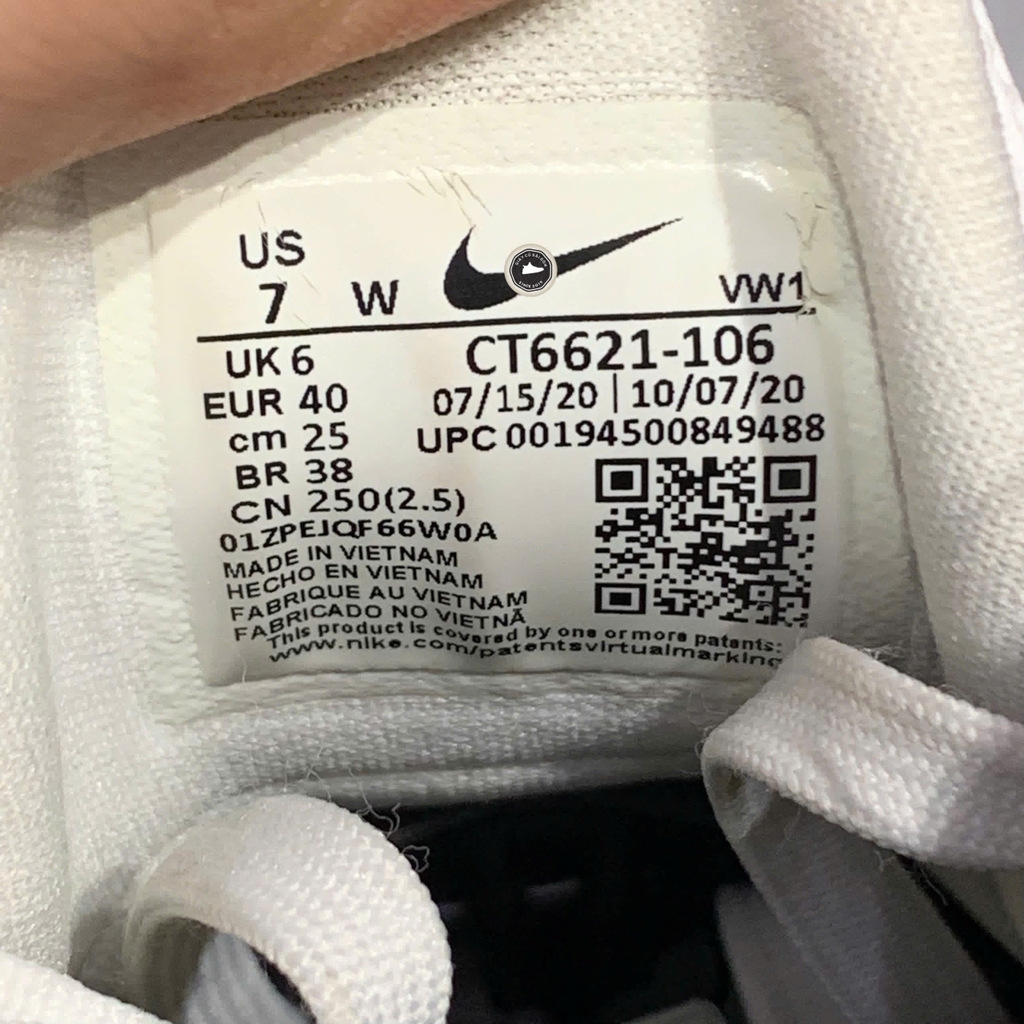 US
7 W VW1
UK 6 CT6621-106
EUR 40 07/15/20 | 10/07/20
cm 25 UPC 00194500849488
BR 38
CN 250(2.5)
01ZPEJQF66W0A
MADE IN VIETNAM
HECHO EN VIETNAM
FABRIQUE AU VIETNAM
FABRICADO NO VIETNÃ
This product is covered by one or more patents:
www.nike.com/patentsvirtualmarking